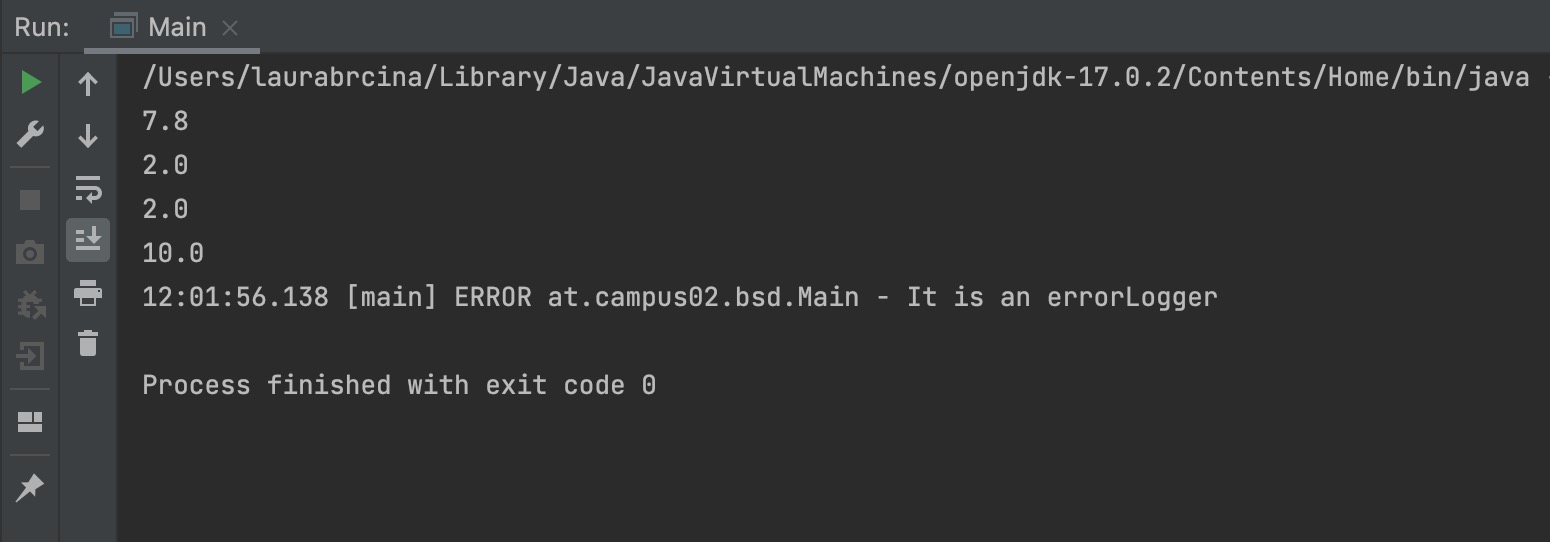 Run: Main
/Users/laurabrcina/Library/Java/JavaVirtualMachines/openjdk-17.0.2/Contents/Home/bin/java
7.8
2.0
2.0
10.0
12:01:56.138 [main] ERROR at.campus02.bsd.Main - It is an errorLogger
Process finished with exit code 0